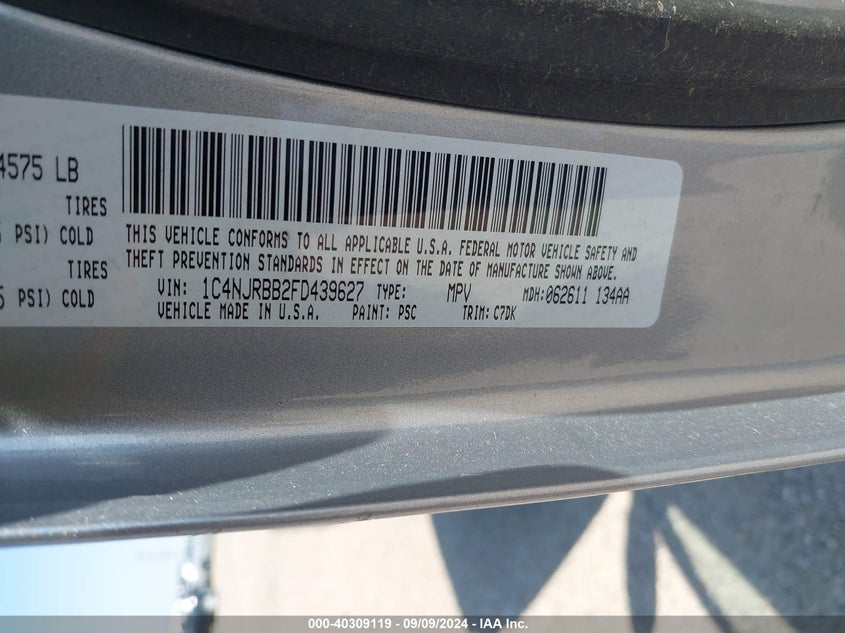 4575 LB
TIRES
PSI) COLD
TIRES
5 PSI) COLD
THIS VEHICLE CONFORMS TO ALL APPLICABLE U.S.A. FEDERAL MOTOR VEHICLE SAFETY AND
THEFT PREVENTION STANDARDS IN EFFECT ON THE DATE OF MANUFACTURE SHOWN ABOVE.
VIN: 1C4NJRBB2FD439627 TYPE: MPV MDH:062611 134AA
VEHICLE MADE IN U.S.A. PAINT: PSC TRIM: C7DK
000-40309119 - 09/09/2024 - IAA Inc.